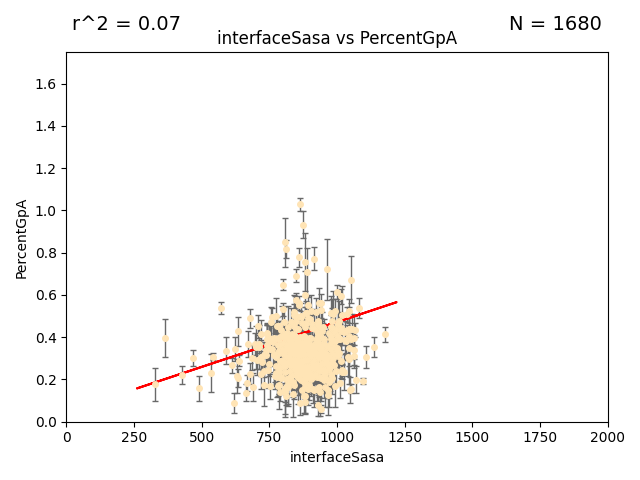 r^2 = 0.07
N = 1680
interfaceSasa vs PercentGpA
1.6
1.4
1.2
1.0
0.8
0.6
0.4
0.2
0.0
PercentGpA
0 250 500 750 1000 1250 1500 1750 2000
interfaceSasa